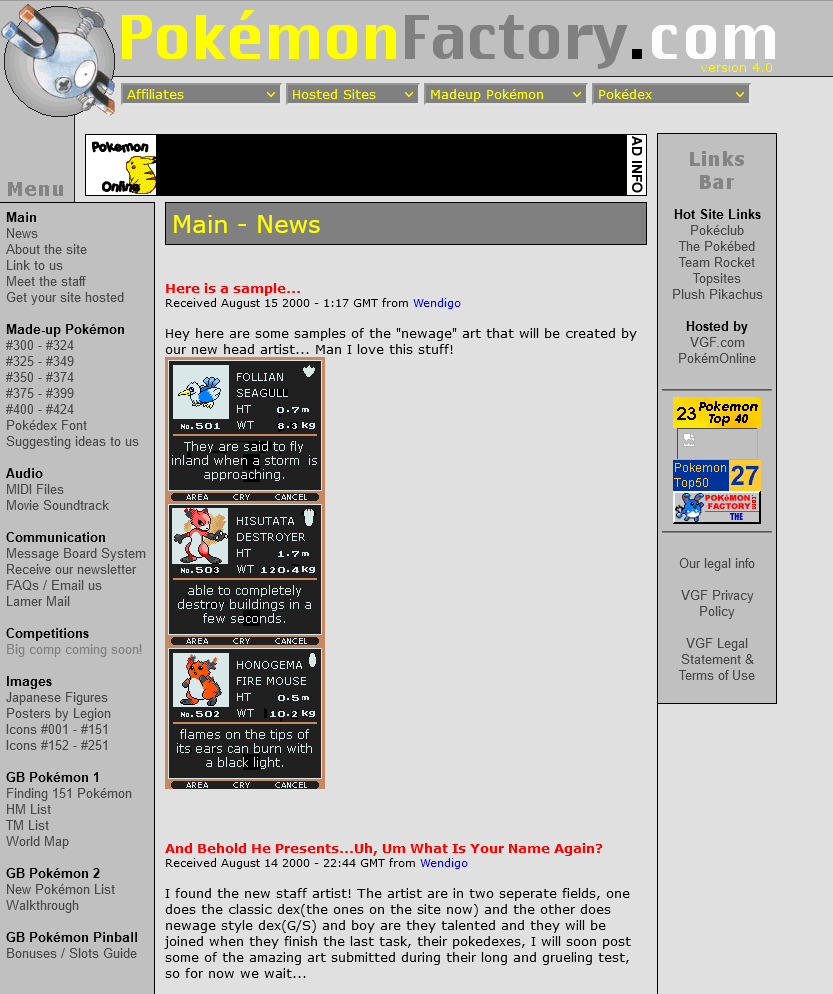 PokémonFactory.com
version 4.0
Affiliates
Hosted Sites
Madeup Pokémon
Pokédex
Pokemon
Online
AD INFO
Menu
Main
News
About the site
Link to us
Meet the staff
Get your site hosted
Made-up Pokémon
#300 - #324
#325 - #349
#350 - #374
#375 - #399
#400 - #424
Pokédex Font
Suggesting ideas to us
Audio
MIDI Files
Movie Soundtrack
Communication
Message Board System
Receive our newsletter
FAQs / Email us
Lamer Mail
Competitions
Big comp coming soon!
Images
Japanese Figures
Posters by Legion
Icons #001 - #151
Icons #152 - #251
GB Pokémon 1
Finding 151 Pokémon
HM List
TM List
World Map
GB Pokémon 2
New Pokémon List
Walkthrough
GB Pokémon Pinball
Bonuses / Slots Guide
Main - News
Here is a sample...
Received August 15 2000 - 1:17 GMT from Wendigo
Hey here are some samples of the "newage" art that will be created by
our new head artist... Man I love this stuff!
FOLLIAN
SEAGULL
HT 0.7m
No.501 WT 8.3kg
They are said to fly
inland when a storm is
approaching.
AREA CRY CANCEL
HISUTATA
DESTROYER
HT 1.7m
No.503 WT 120.4kg
able to completely
destroy buildings in a
few seconds.
AREA CRY CANCEL
HONOGEMA
FIRE MOUSE
HT 0.5m
No.502 WT 10.2kg
flames on the tips of
its ears can burn with
a black light.
AREA CRY CANCEL
And Behold He Presents...Uh, Um What Is Your Name Again?
Received August 14 2000 - 22:44 GMT from Wendigo
I found the new staff artist! The artist are in two seperate fields, one
does the classic dex(the ones on the site now) and the other does
newage style dex(G/S) and boy are they talented and they will be
joined when they finish the last task, their pokedexes, I will soon post
some of the amazing art submitted during their long and grueling test,
so for now we wait...
Links
Bar
Hot Site Links
Pokéclub
The Pokébed
Team Rocket
Topsites
Plush Pikachus
Hosted by
VGF.com
PokémOnline
23 Pokemon
Top 40
Pokemon
Top50 27
POKéMON
FACTORY
THE
Our legal info
VGF Privacy
Policy
VGF Legal
Statement &
Terms of Use